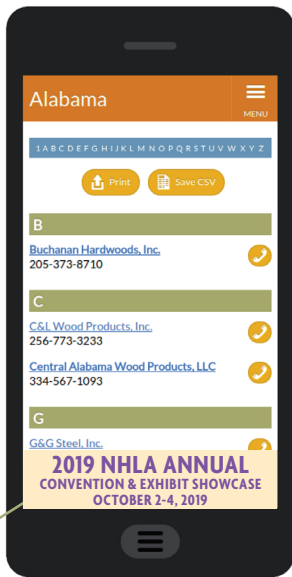 Alabama
MENU
1 A B C D E F G H I J K L M N O P Q R S T U V W X Y Z
Print
Save CSV
B
Buchanan Hardwoods, Inc.
205-373-8710
C
C&L Wood Products, Inc.
256-773-3233
Central Alabama Wood Products, LLC
334-567-1093
G
G&G Steel, Inc.
2019 NHLA ANNUAL
CONVENTION & EXHIBIT SHOWCASE
OCTOBER 2-4, 2019